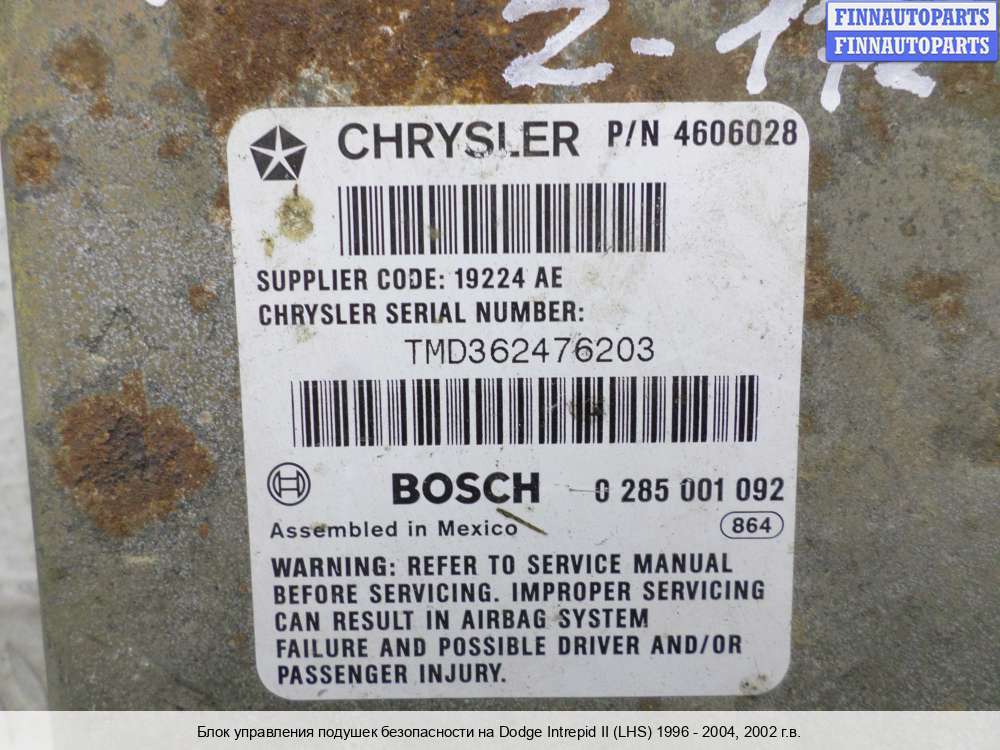 FINNAUTOPARTS
FINNAUTOPARTS
CHRYSLER P/N 4606028
SUPPLIER CODE: 19224 AE
CHRYSLER SERIAL NUMBER:
TMD362476203
BOSCH 0 285 001 092
Assembled in Mexico 864
WARNING: REFER TO SERVICE MANUAL
BEFORE SERVICING. IMPROPER SERVICING
CAN RESULT IN AIRBAG SYSTEM
FAILURE AND POSSIBLE DRIVER AND/OR
PASSENGER INJURY.
Блок управления подушек безопасности на Dodge Intrepid II (LHS) 1996 - 2004, 2002 г.в.